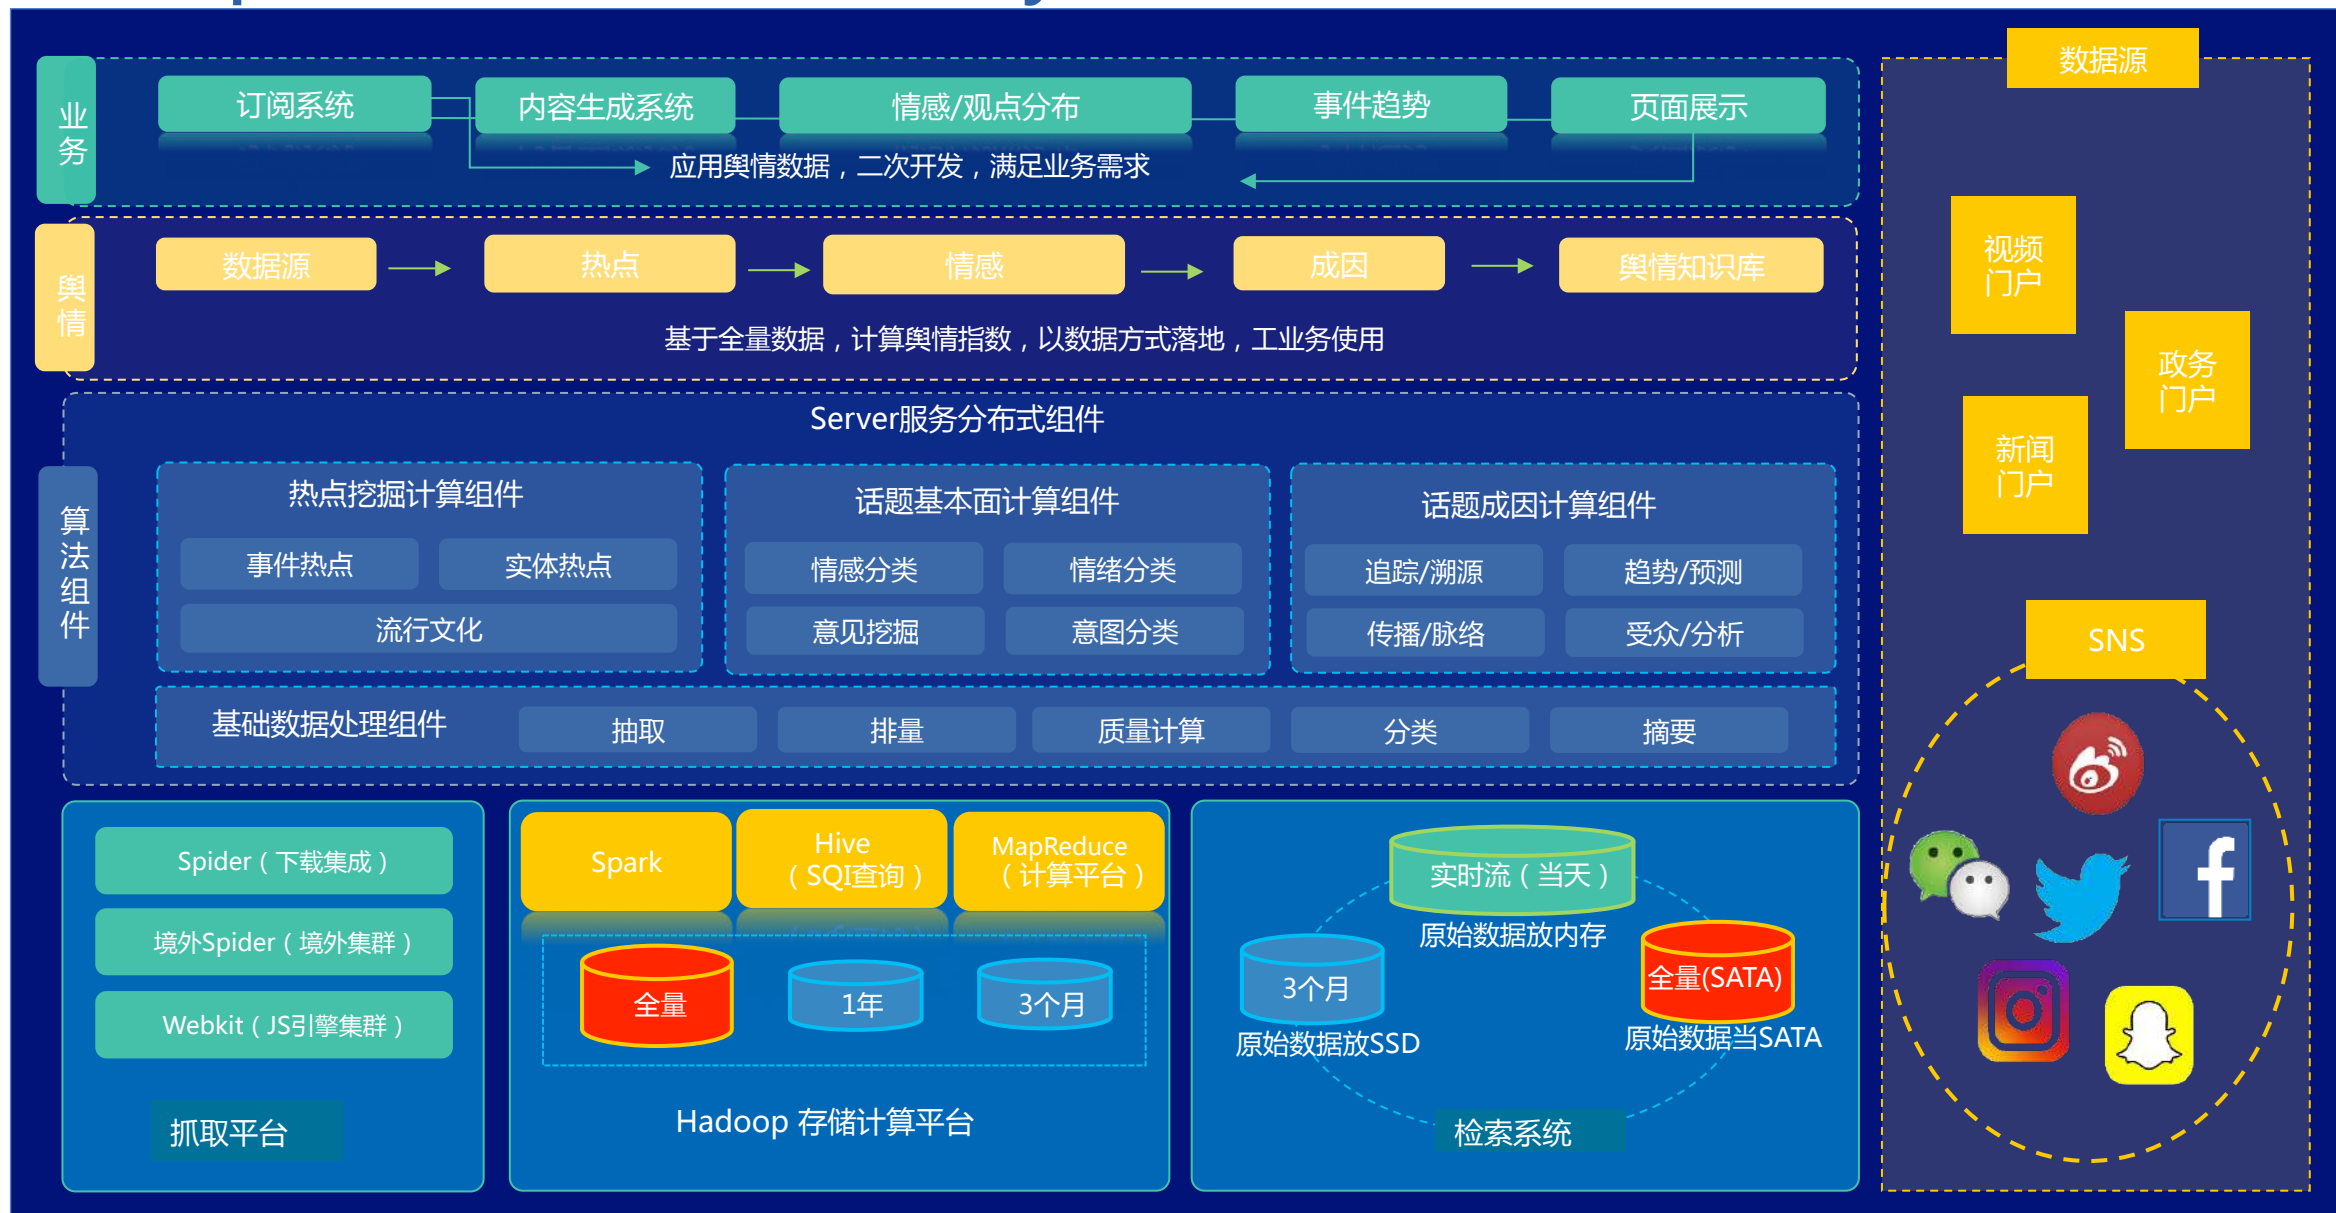 业务
订阅系统
内容生成系统
情感/观点分布
事件趋势
页面展示
应用舆情数据，二次开发，满足业务需求
舆情
数据源
热点
情感
成因
舆情知识库
基于全量数据，计算舆情指数，以数据方式落地，工业务使用
算法组件
Server服务分布式组件
热点挖掘计算组件
事件热点
实体热点
流行文化
话题基本面计算组件
情感分类
情绪分类
意见挖掘
意图分类
话题成因计算组件
追踪/溯源
趋势/预测
传播/脉络
受众/分析
基础数据处理组件
抽取
排量
质量计算
分类
摘要
Spider（下载集成）
境外Spider（境外集群）
Webkit（JS引擎集群）
抓取平台
Spark
Hive
（SQI查询）
MapReduce
（计算平台）
全量
1年
3个月
Hadoop 存储计算平台
实时流（当天）
原始数据放内存
3个月
原始数据放SSD
全量(SATA)
原始数据当SATA
检索系统
数据源
视频
门户
政务
门户
新闻
门户
SNS